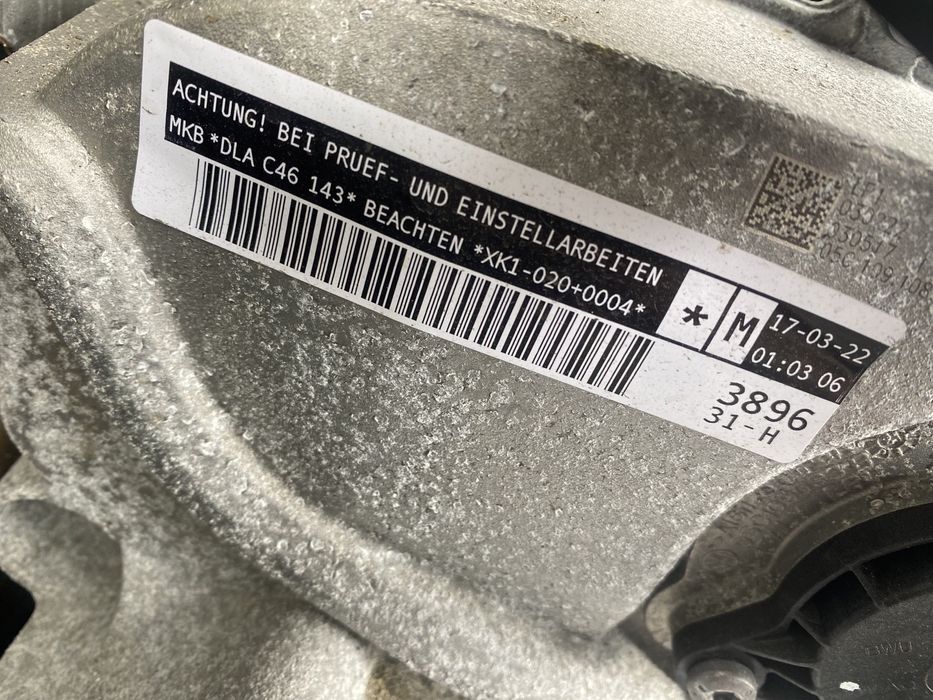 ACHTUNG! BEI PRUEF- UND EINSTELLARBEITEN
MKB *DLA C46 143* BEACHTEN *XK1-020+0004*
*
M
17-03-22
01:03 06
3896
31-H